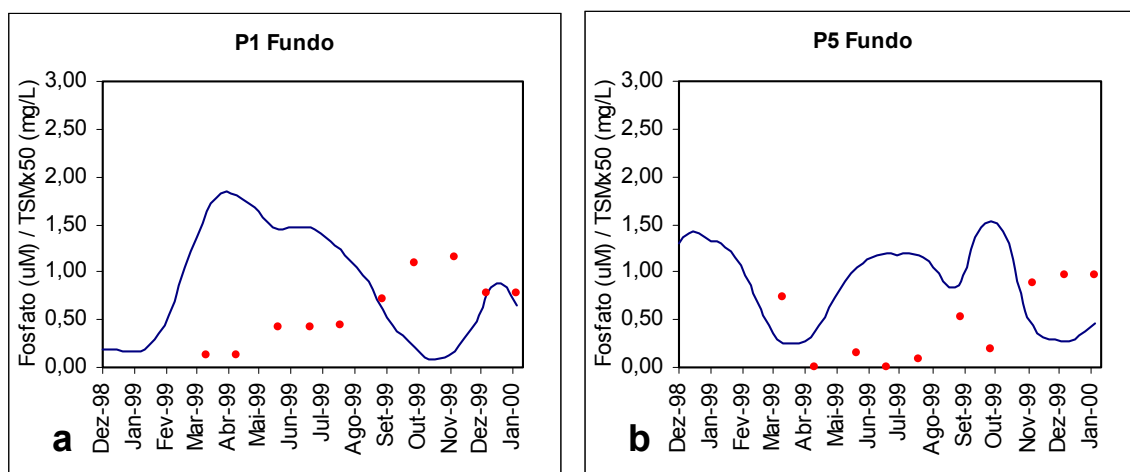 P1 Fundo
Fosfato (uM) / TSMx50 (mg/L)
3,00
2,50
2,00
1,50
1,00
0,50
0,00
Dez-98
Jan-99
Fev-99
Mar-99
Abr-99
Mai-99
Jun-99
Jul-99
Ago-99
Set-99
Out-99
Nov-99
Dez-99
Jan-00
a
P5 Fundo
Fosfato (uM) / TSMx50 (mg/L)
3,00
2,50
2,00
1,50
1,00
0,50
0,00
Dez-98
Jan-99
Fev-99
Mar-99
Abr-99
Mai-99
Jun-99
Jul-99
Ago-99
Set-99
Out-99
Nov-99
Dez-99
Jan-00
b